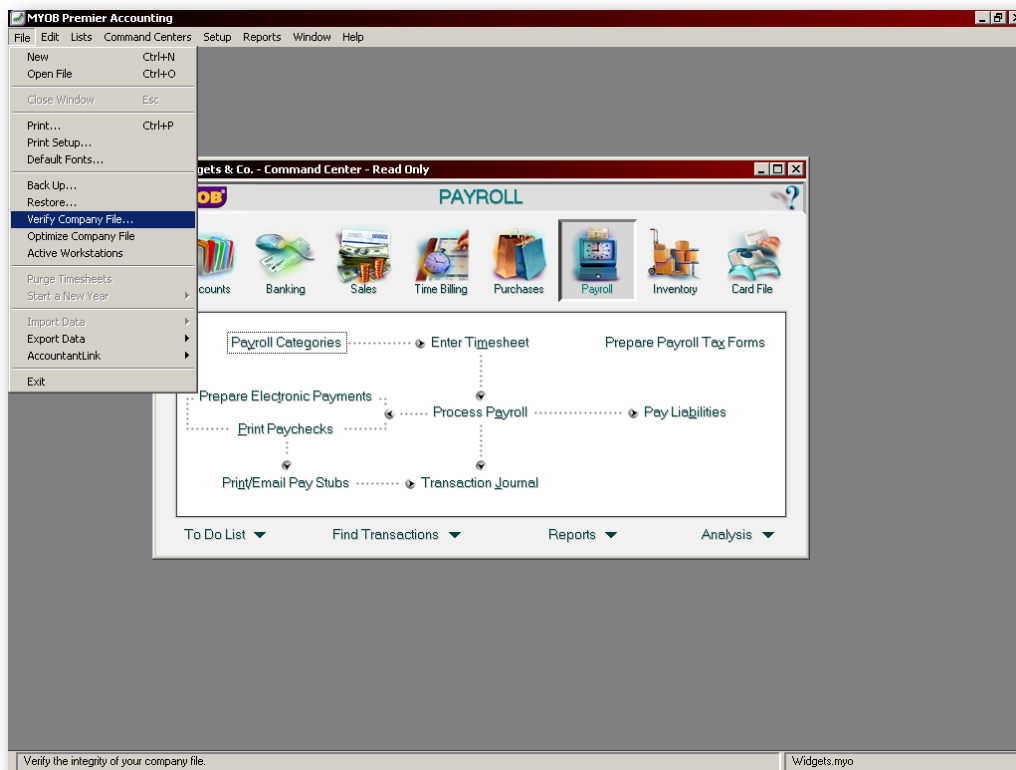 MYOB Premier Accounting
File Edit Lists Command Centers Setup Reports Window Help
New Ctrl+N
Open File Ctrl+O
Close Window Esc
Print... Ctrl+P
Print Setup...
Default Fonts...
Back Up...
Restore...
Verify Company File...
Optimize Company File
Active Workstations
Purge Timesheets
Start a New Year
Import Data
Export Data
AccountantLink
Exit
gets & Co. - Command Center - Read Only
OB PAYROLL ?
counts Banking Sales Time Billing Purchases Payroll Inventory Card File
Payroll Categories Enter Timesheet Prepare Payroll Tax Forms
Prepare Electronic Payments
Process Payroll Pay Liabilities
Print Paychecks
Print/Email Pay Stubs Transaction Journal
To Do List Find Transactions Reports Analysis
Verify the integrity of your company file. Widgets.myo